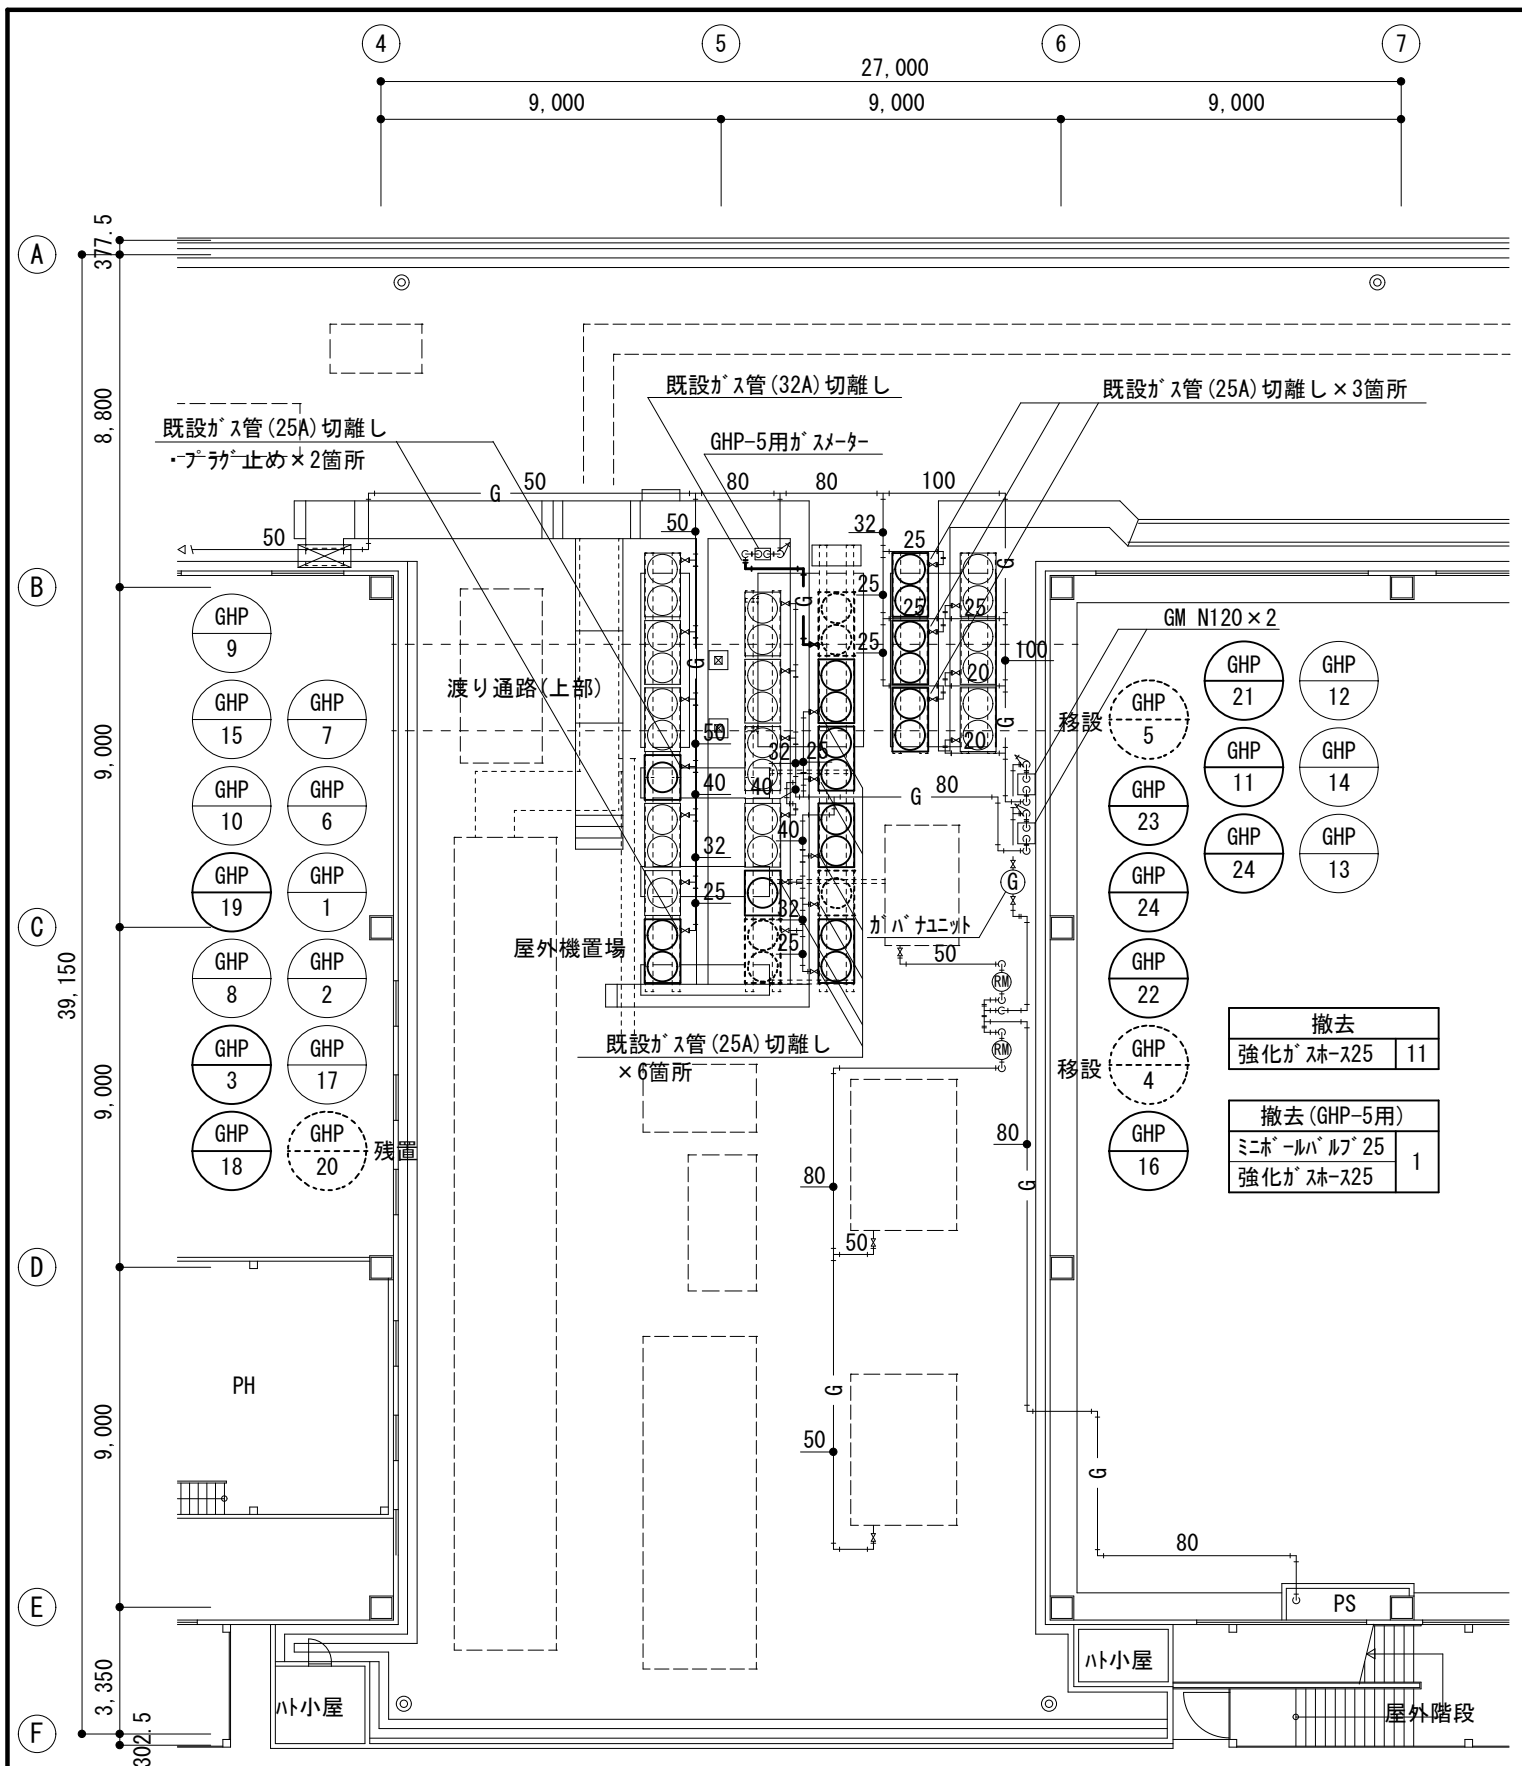 4
5
6
7
27,000
9,000
9,000
9,000
A
377.5
8,800
既設ガス管(32A)切離し
既設ガス管(25A)切離し×3箇所
既設ガス管(25A)切離し
・プラグ止め×2箇所
GHP-5用ガスメーター
G
50
80
80
100
50
50
32
25
B
G
25
25
25
25
G
GM N120×2
100
GHP
9
GHP
21
GHP
12
渡り通路(上部)
G
20
G
移設
GHP
5
GHP
15
GHP
7
9,000
50
32
25
20
GHP
11
GHP
14
GHP
10
GHP
6
40
40
G
80
GHP
23
40
GHP
24
GHP
13
32
GHP
19
GHP
1
25
G
GHP
24
32
C
ガバナユニット
屋外機置場
25
50
39,150
GHP
8
GHP
2
RM
GHP
22
撤去
強化ガスホース25
11
既設ガス管(25A)切離し
×6箇所
RM
移設
GHP
4
GHP
3
GHP
17
9,000
撤去(GHP-5用)
ミニボールバルブ25
強化ガスホース25
1
80
GHP
18
GHP
20
残置
GHP
16
80
G
50
D
PH
G
9,000
50
G
80
E
PS
3,350
ハト小屋
ハト小屋
屋外階段
F
302.5